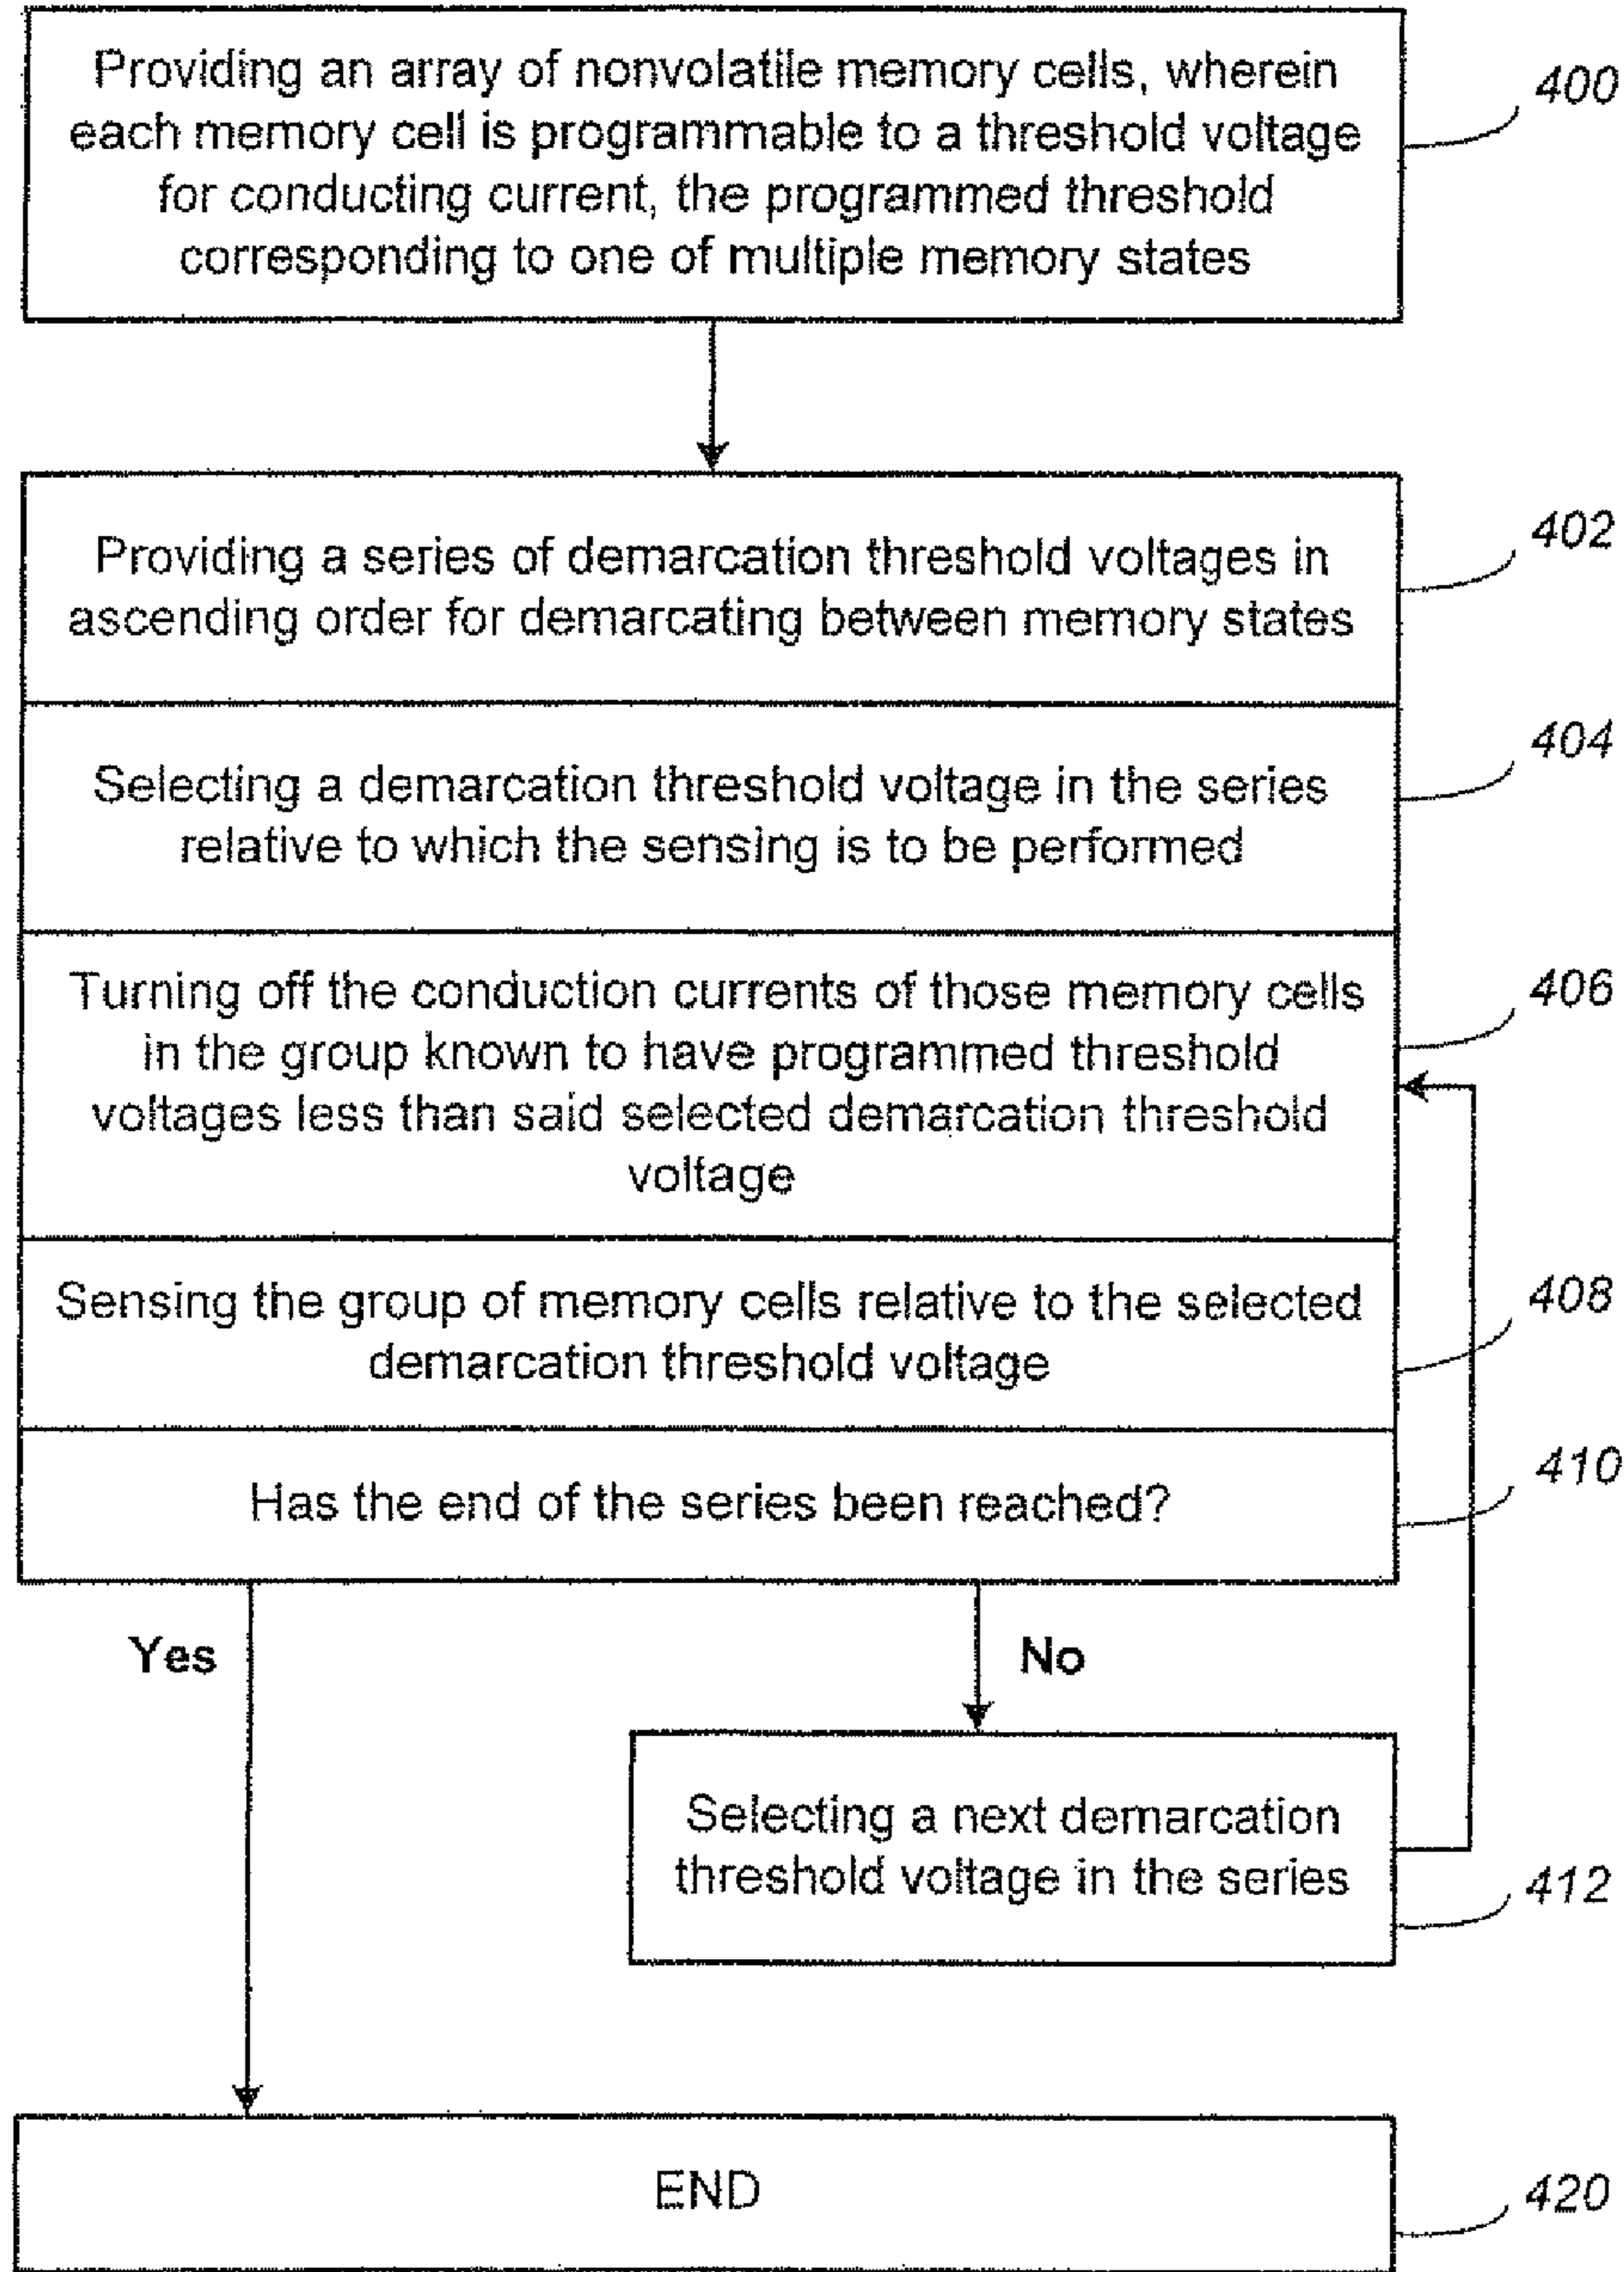 Providing an array of nonvolatile memory cells, wherein
each memory cell is programmable to a threshold voltage
for conducting current, the programmed threshold
corresponding to one of multiple memory states
400
Providing a series of demarcation threshold voltages in
ascending order for demarcating between memory states
402
Selecting a demarcation threshold voltage in the series
relative to which the sensing is to be performed
404
Turning off the conduction currents of those memory cells
in the group known to have programmed threshold
voltages less than said selected demarcation threshold
voltage
406
Sensing the group of memory cells relative to the selected
demarcation threshold voltage
408
Has the end of the series been reached?
410
Yes
No
Selecting a next demarcation
threshold voltage in the series
412
END
420